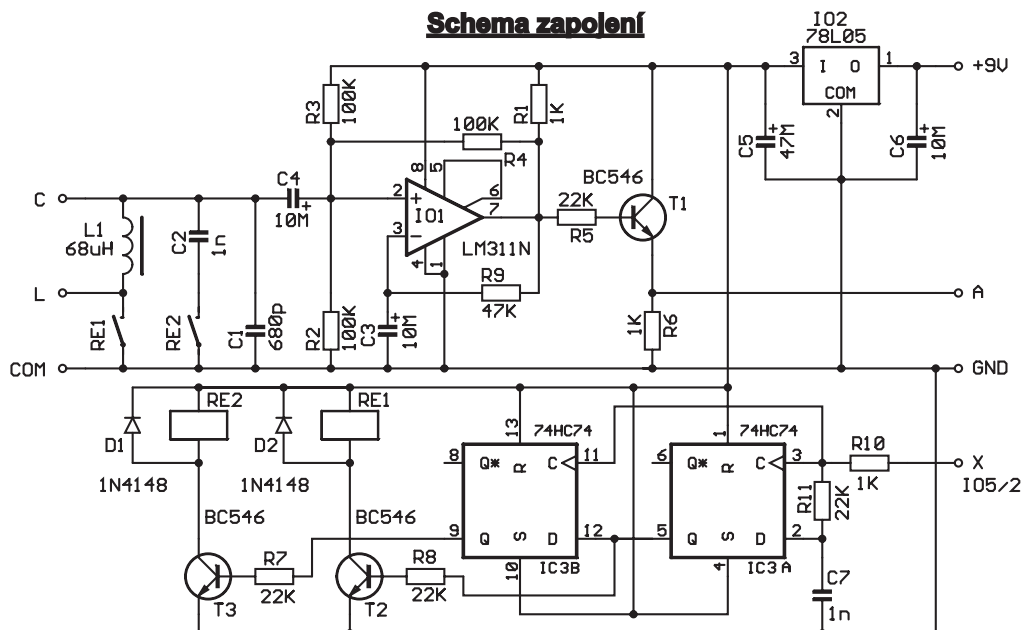 Schema zapojení
IO2
78L05
3 I O 1
+9V
COM
2
R3
100K
R1
1K
100K
R4
C5
47M
C6
10M
C4
10M
8
5
6
BC546
T1
C
2
IO1
7
22K
R5
3
LM311N
4
1
L1
68uH
C2
1n
R9
47K
L
A
RE1
RE2
C1
680p
R2
100K
C3
10M
1K
R6
COM
GND
RE2
RE1
D1
D2
13
74HC74
1
74HC74
8 Q* R C 11
6 Q* R C 3
R10
1K
X
IO5/2
1N4148
1N4148
R11
22K
BC546
BC546
9 Q S D 12
5 Q S D 2
R7
22K
R8
22K
10
IC3B
4
IC3A
C7
1n
T3
T2